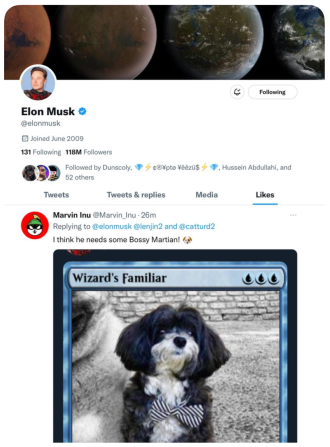 Following
Elon Musk
@elonmusk
Joined June 2009
131 Following 118M Followers
Followed by Dunscoly, 💎⚡¢®¥ptø ¥êêzü$⚡💎, Hussein Abdullahi, and
52 others
Tweets Tweets & replies Media Likes
Marvin Inu @Marvin_Inu · 26m
Replying to @elonmusk @lenjin2 and @catturd2
I think he needs some Bossy Martian! 🐶
Wizard's Familiar